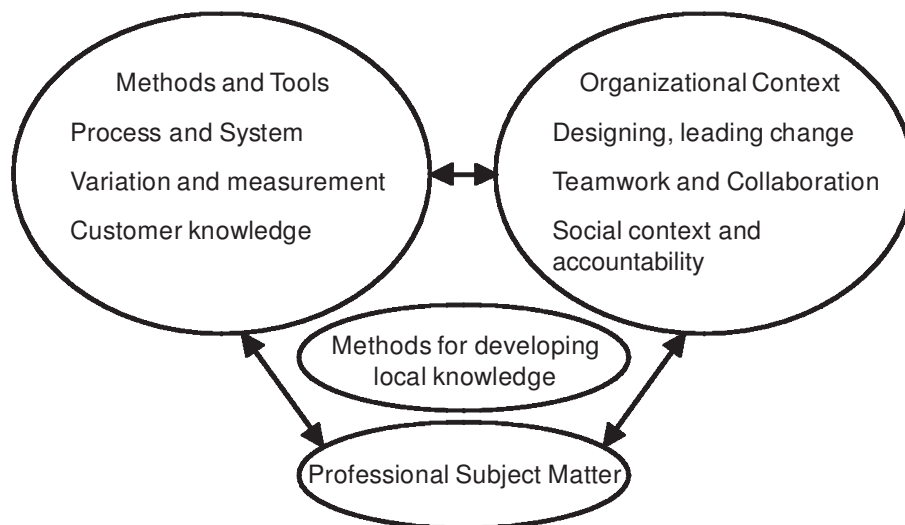 Methods and Tools
Process and System
Variation and measurement
Customer knowledge
Organizational Context
Designing, leading change
Teamwork and Collaboration
Social context and
accountability
Methods for developing
local knowledge
Professional Subject Matter